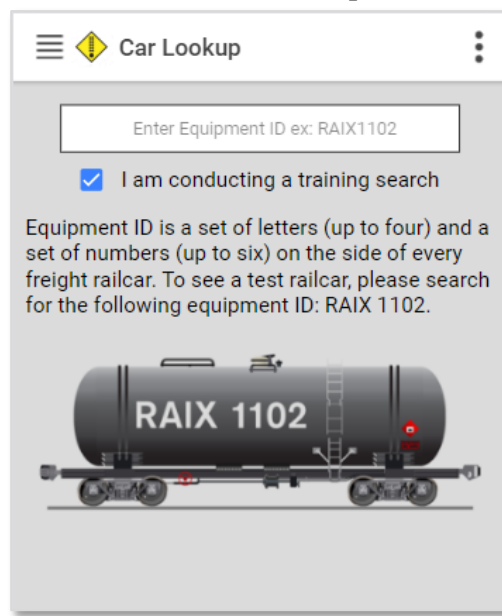 Car Lookup
Enter Equipment ID ex: RAIX1102
I am conducting a training search
Equipment ID is a set of letters (up to four) and a
set of numbers (up to six) on the side of every
freight railcar. To see a test railcar, please search
for the following equipment ID: RAIX 1102.
RAIX 1102